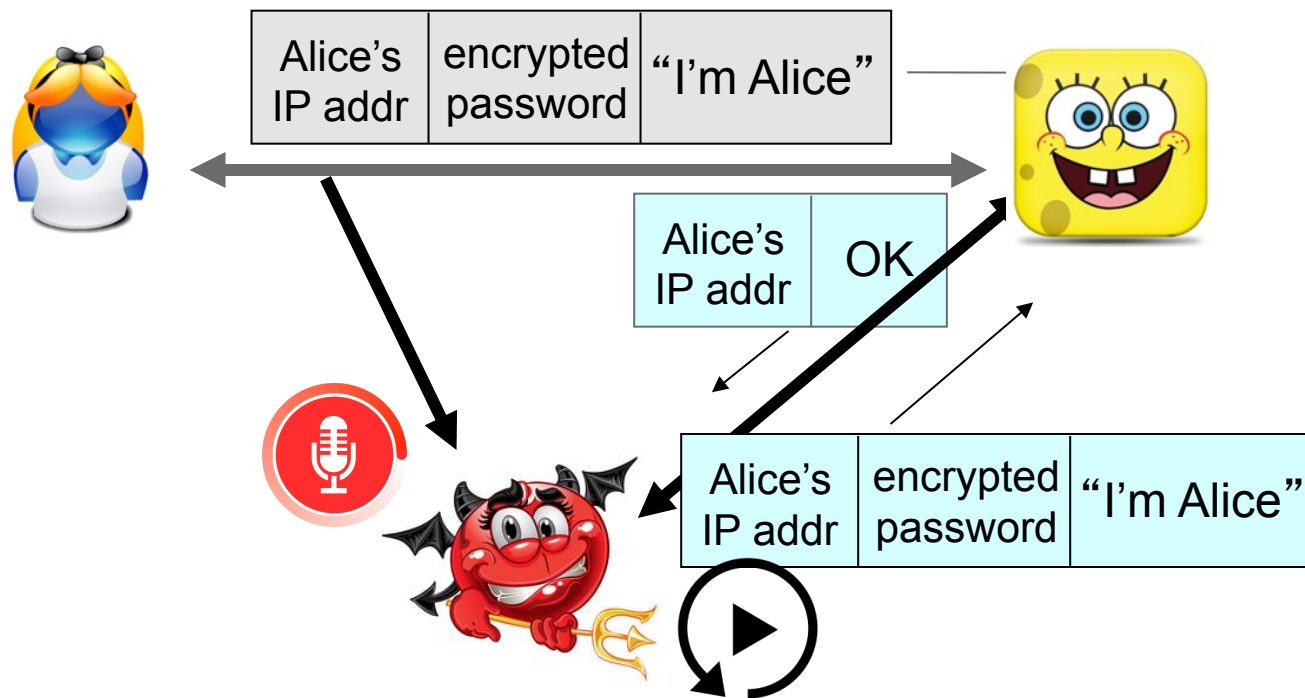 Alice’s
IP addr
encrypted
password
“I’m Alice”
Alice’s
IP addr
OK
Alice’s
IP addr
encrypted
password
“I’m Alice”